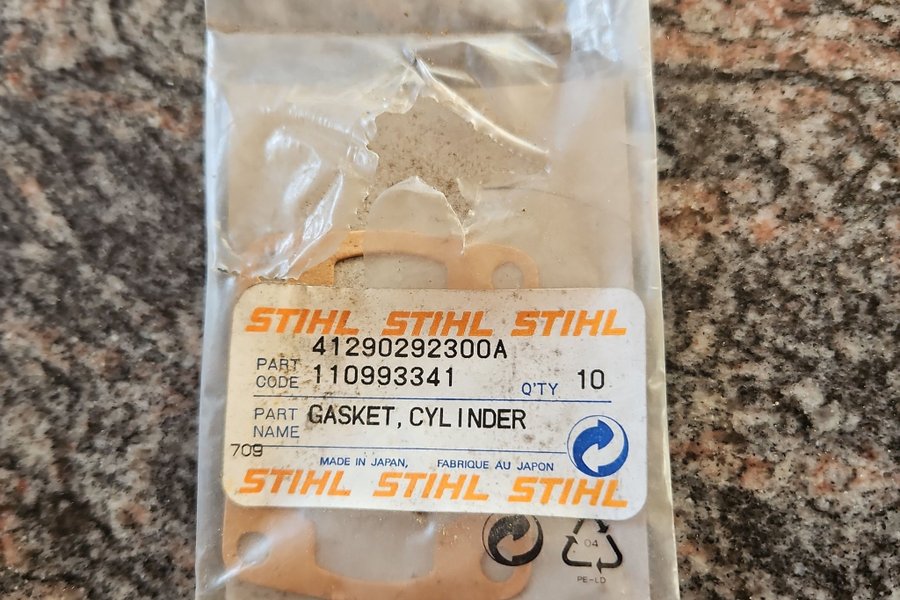 STIHL STIHL STIHL
41290292300A
PART CODE 110993341 Q'TY 10
PART NAME GASKET, CYLINDER
709
MADE IN JAPAN, FABRIQUE AU JAPON
STIHL STIHL STIHL
04
PE-LD